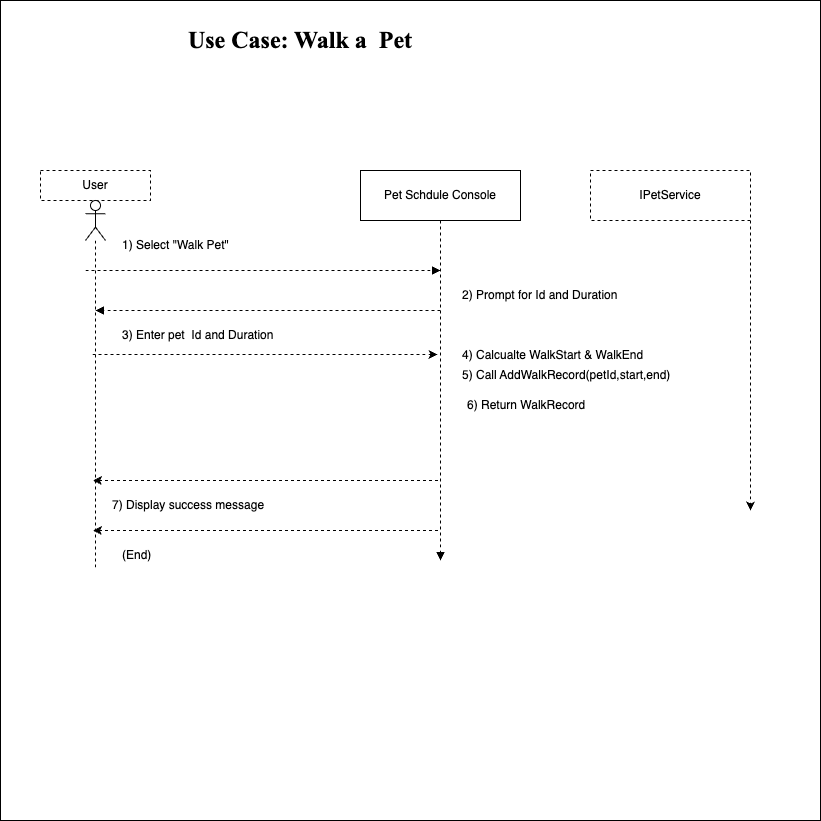 Use Case: Walk a  Pet
User
Pet Schdule Console
IPetService
1) Select "Walk Pet"
2) Prompt for Id and Duration
3) Enter pet  Id and Duration
4) Calcualte WalkStart & WalkEnd
5) Call AddWalkRecord(petId,start,end)
6) Return WalkRecord
7) Display success message
(End)